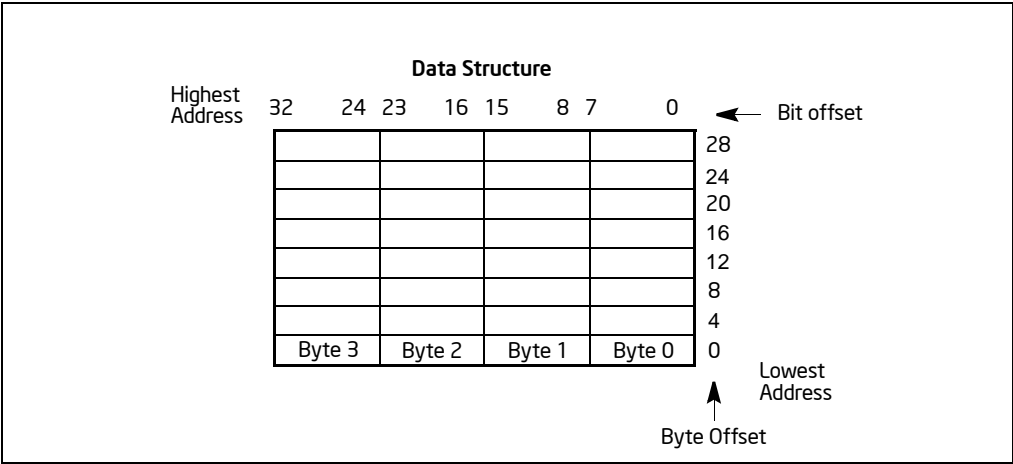 Data Structure
Highest
Address
32 24 23 16 15 8 7 0
Bit offset
28
24
20
16
12
8
4
Byte 3 Byte 2 Byte 1 Byte 0 0
Lowest
Address
Byte Offset